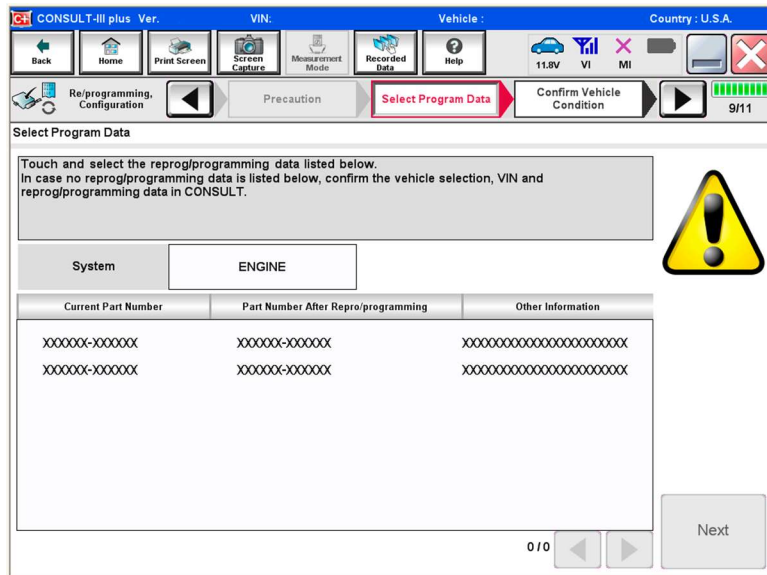 C+ CONSULT-III plus Ver. VIN: Vehicle : Country : U.S.A.
Back Home Print Screen Screen Capture Measurement Mode Recorded Data Help 11.8V VI MI
Re/programming, Configuration Precaution Select Program Data Confirm Vehicle Condition 9/11
Select Program Data
Touch and select the reprog/programming data listed below.
In case no reprog/programming data is listed below, confirm the vehicle selection, VIN and
reprog/programming data in CONSULT.
System ENGINE
Current Part Number Part Number After Repro/programming Other Information
XXXXXX-XXXXXX XXXXXX-XXXXXX XXXXXXXXXXXXXXXXXXXXXXX
XXXXXX-XXXXXX XXXXXX-XXXXXX XXXXXXXXXXXXXXXXXXXXXXX
Next
0/0